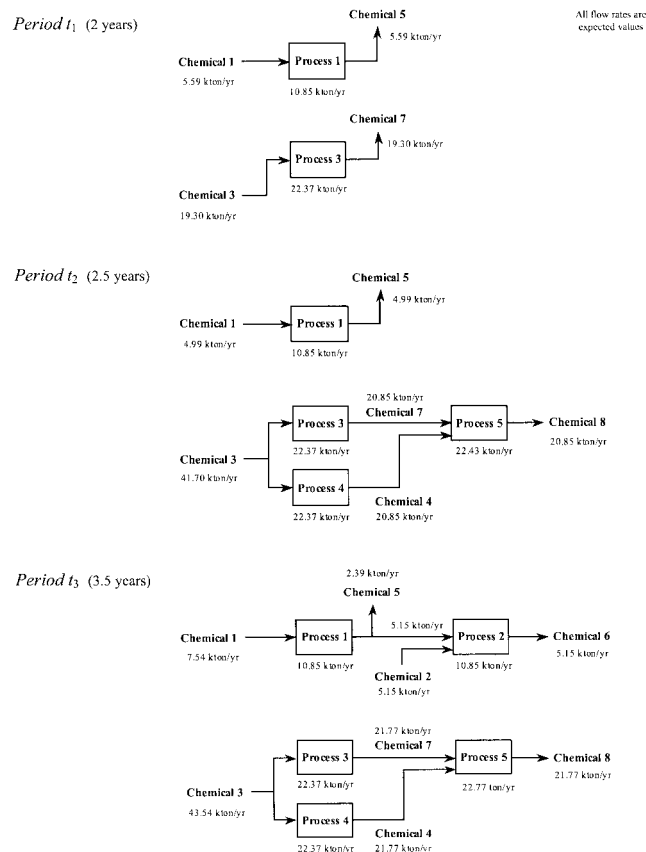 Period t1 (2 years)
All flow rates are
expected values
Chemical 5
5.59 kton/yr
Chemical 1
Process 1
5.59 kton/yr
10.85 kton/yr
Chemical 7
19.30 kton/yr
Process 3
22.37 kton/yr
Chemical 3
19.30 kton/yr
Period t2 (2.5 years)
Chemical 5
4.99 kton/yr
Chemical 1
Process 1
4.99 kton/yr
10.85 kton/yr
20.85 kton/yr
Chemical 7
Process 3
Process 5
Chemical 8
22.37 kton/yr
22.43 kton/yr
20.85 kton/yr
Chemical 3
41.70 kton/yr
Process 4
Chemical 4
22.37 kton/yr
20.85 kton/yr
Period t3 (3.5 years)
2.39 kton/yr
Chemical 5
5.15 kton/yr
Chemical 1
Process 1
Process 2
Chemical 6
7.54 kton/yr
10.85 kton/yr
10.85 kton/yr
5.15 kton/yr
Chemical 2
5.15 kton/yr
21.77 kton/yr
Chemical 7
Process 3
Process 5
Chemical 8
22.37 kton/yr
22.77 ton/yr
21.77 kton/yr
Chemical 3
43.54 kton/yr
Process 4
Chemical 4
22.37 kton/yr
21.77 kton/yr